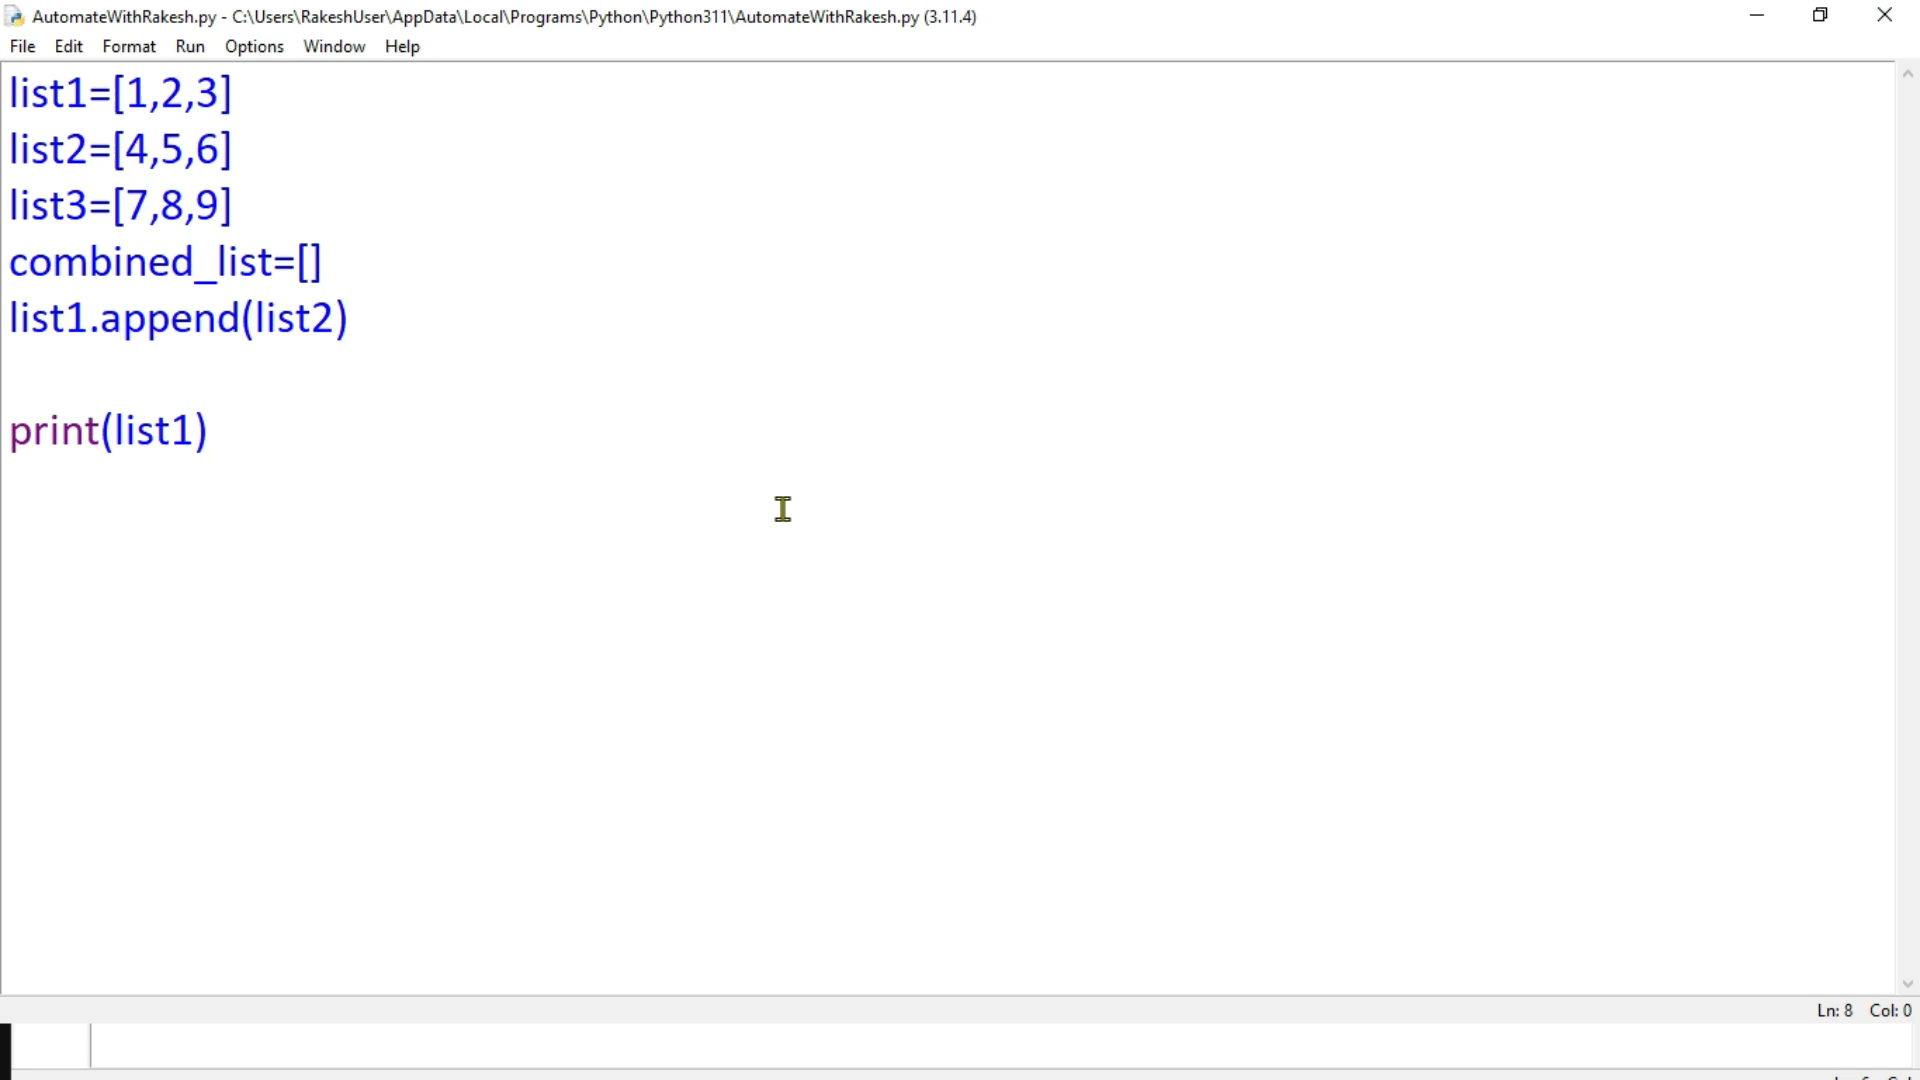 AutomateWithRakesh.py - C:\Users\RakeshUser\AppData\Local\Programs\Python\Python311\AutomateWithRakesh.py (3.11.4)
File Edit Format Run Options Window Help
list1=[1,2,3]
list2=[4,5,6]
list3=[7,8,9]
combined_list=[]
list1.append(list2)
print(list1)
Ln: 8 Col: 0